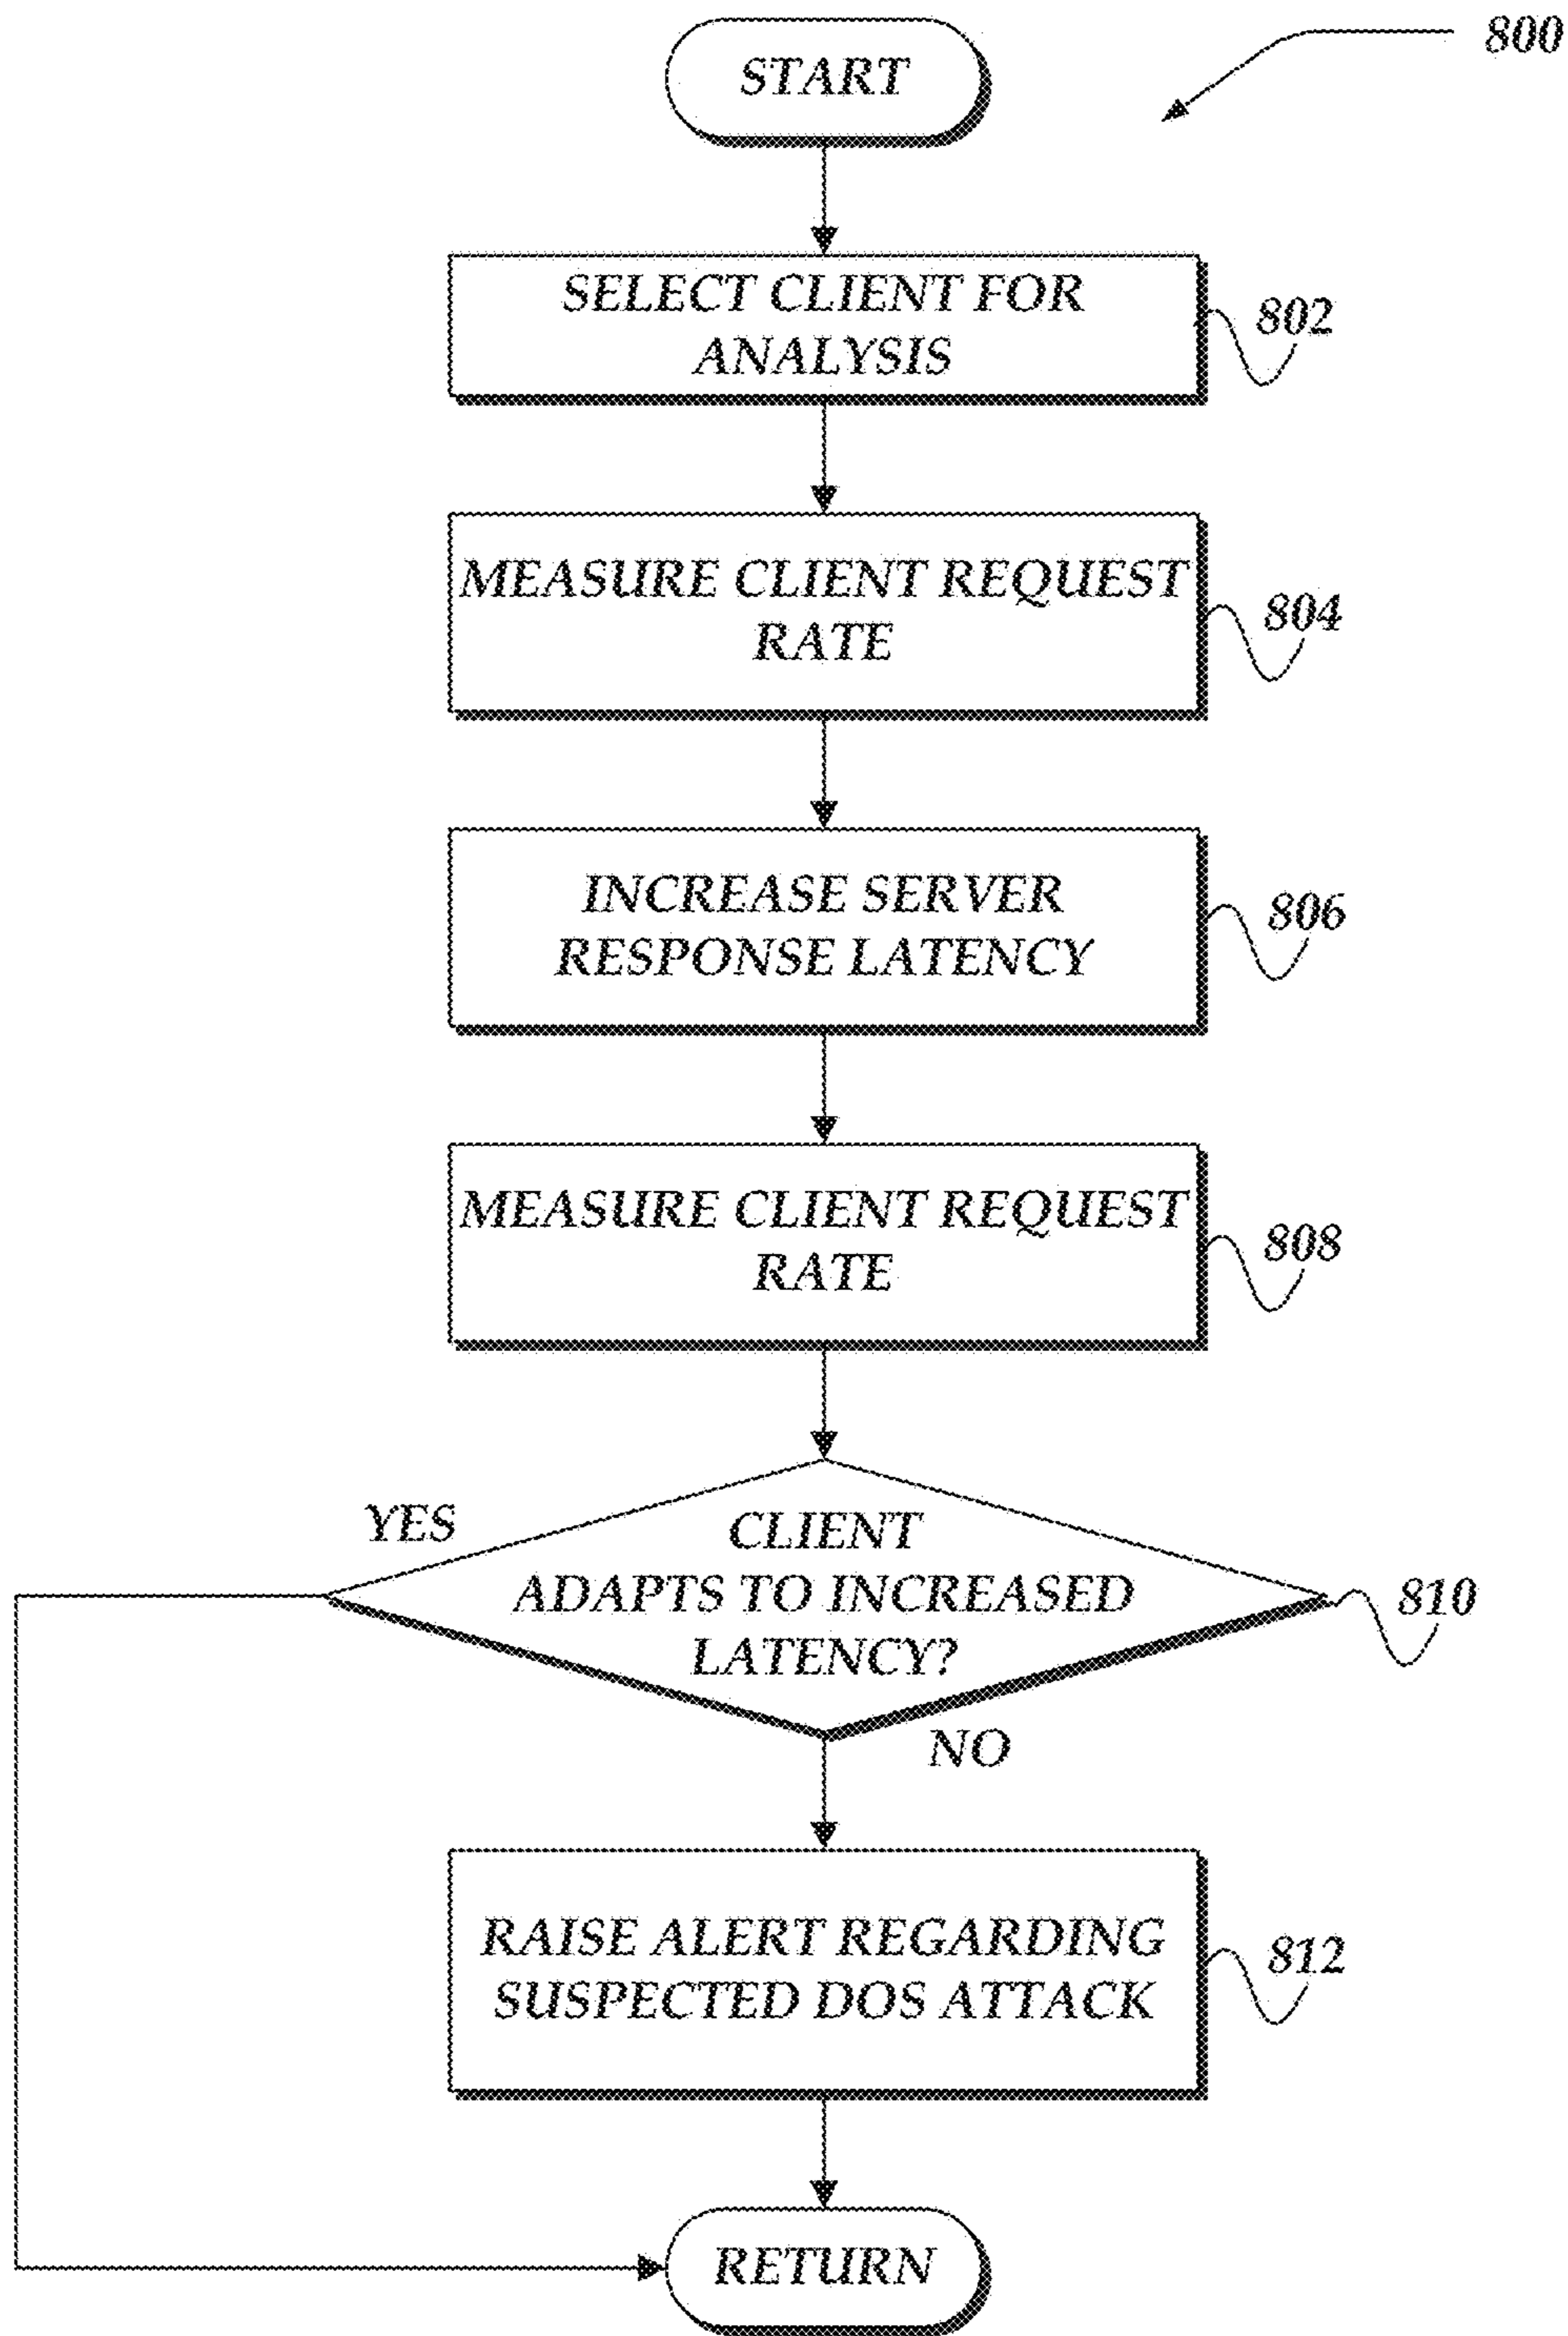 START
800
SELECT CLIENT FOR
ANALYSIS
802
MEASURE CLIENT REQUEST
RATE
804
INCREASE SERVER
RESPONSE LATENCY
806
MEASURE CLIENT REQUEST
RATE
808
YES
CLIENT
ADAPTS TO INCREASED
LATENCY?
810
NO
RAISE ALERT REGARDING
SUSPECTED DOS ATTACK
812
RETURN